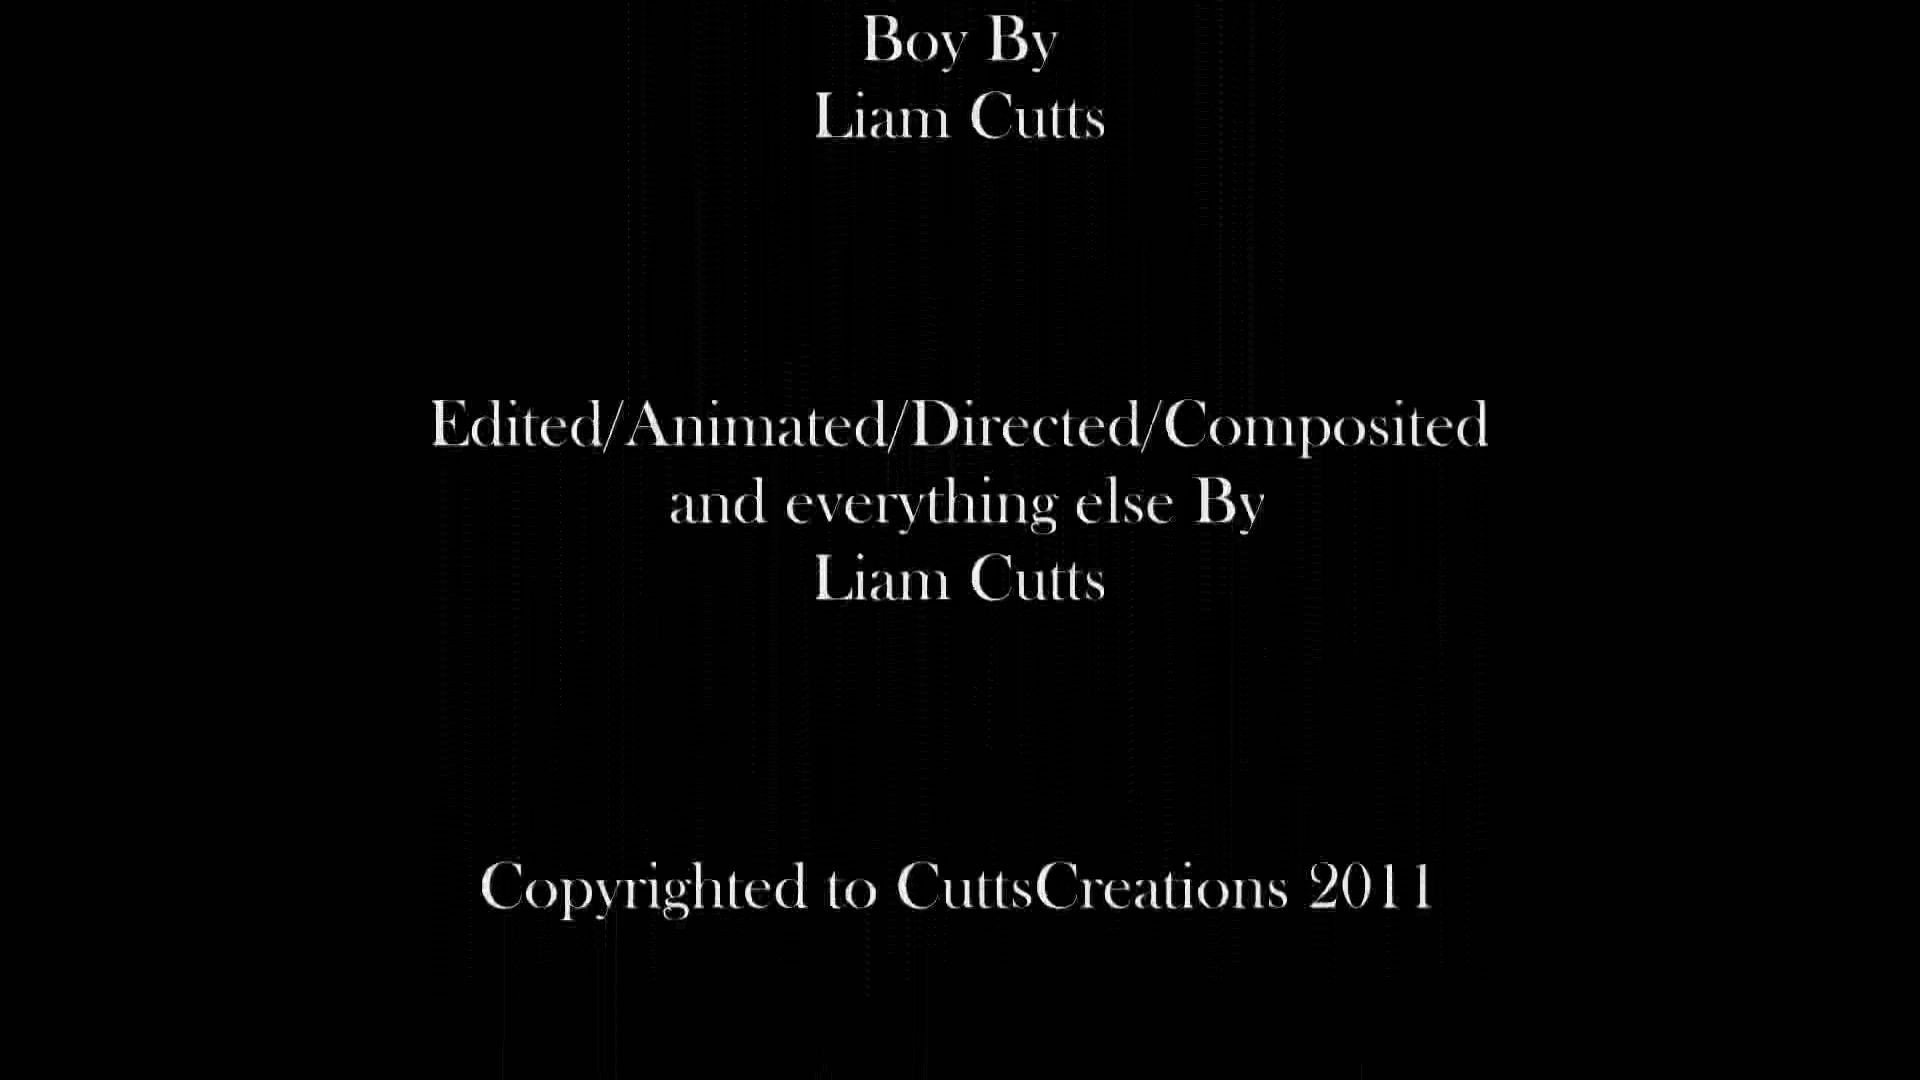 Boy By
Liam Cutts
Edited/Animated/Directed/Composited
and everything else By
Liam Cutts
Copyrighted to CuttsCreations 2011